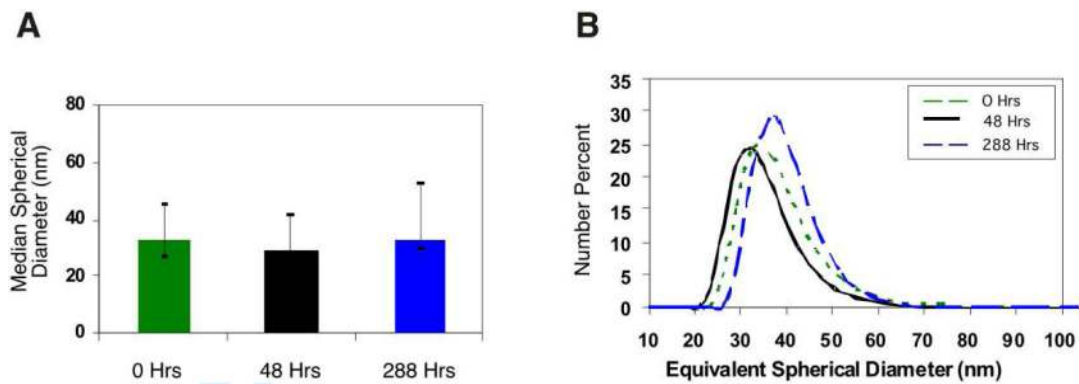 A
Median Spherical
Diameter (nm)
80
60
40
20
0
0 Hrs 48 Hrs 288 Hrs
B
Number Percent
35
30
25
20
15
10
5
0
0 Hrs
48 Hrs
288 Hrs
10 20 30 40 50 60 70 80 90 100
Equivalent Spherical Diameter (nm)